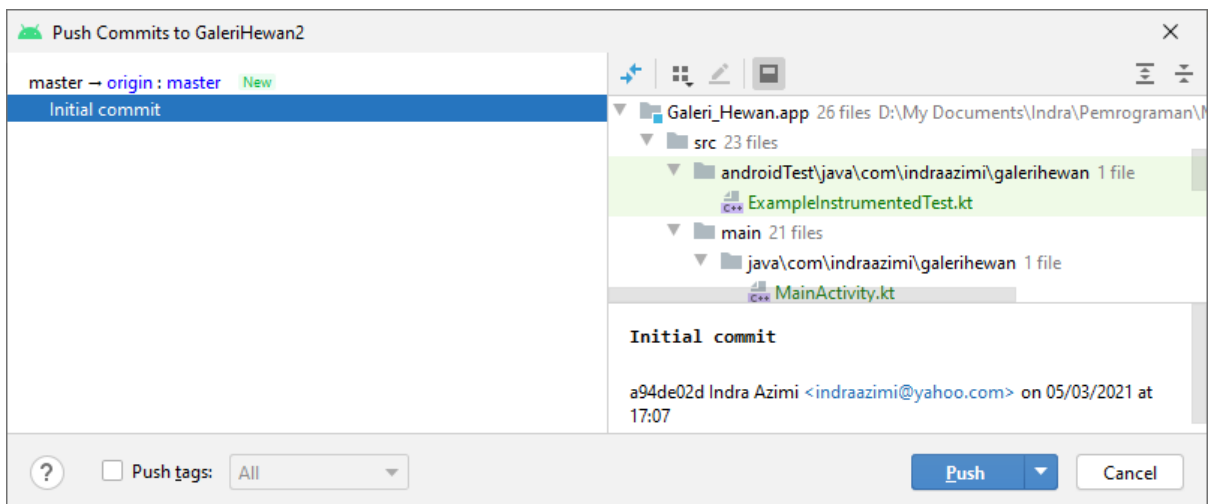 Push Commits to GaleriHewan2
master → origin : master New
Initial commit
Galeri_Hewan.app 26 files D:\My Documents\Indra\Pemrograman\
src 23 files
androidTest\java\com\indraazimi\galerihewan 1 file
C++ ExampleInstrumentedTest.kt
main 21 files
java\com\indraazimi\galerihewan 1 file
C++ MainActivity.kt
Initial commit
a94de02d Indra Azimi <indraazimi@yahoo.com> on 05/03/2021 at
17:07
? Push tags: All Push Cancel